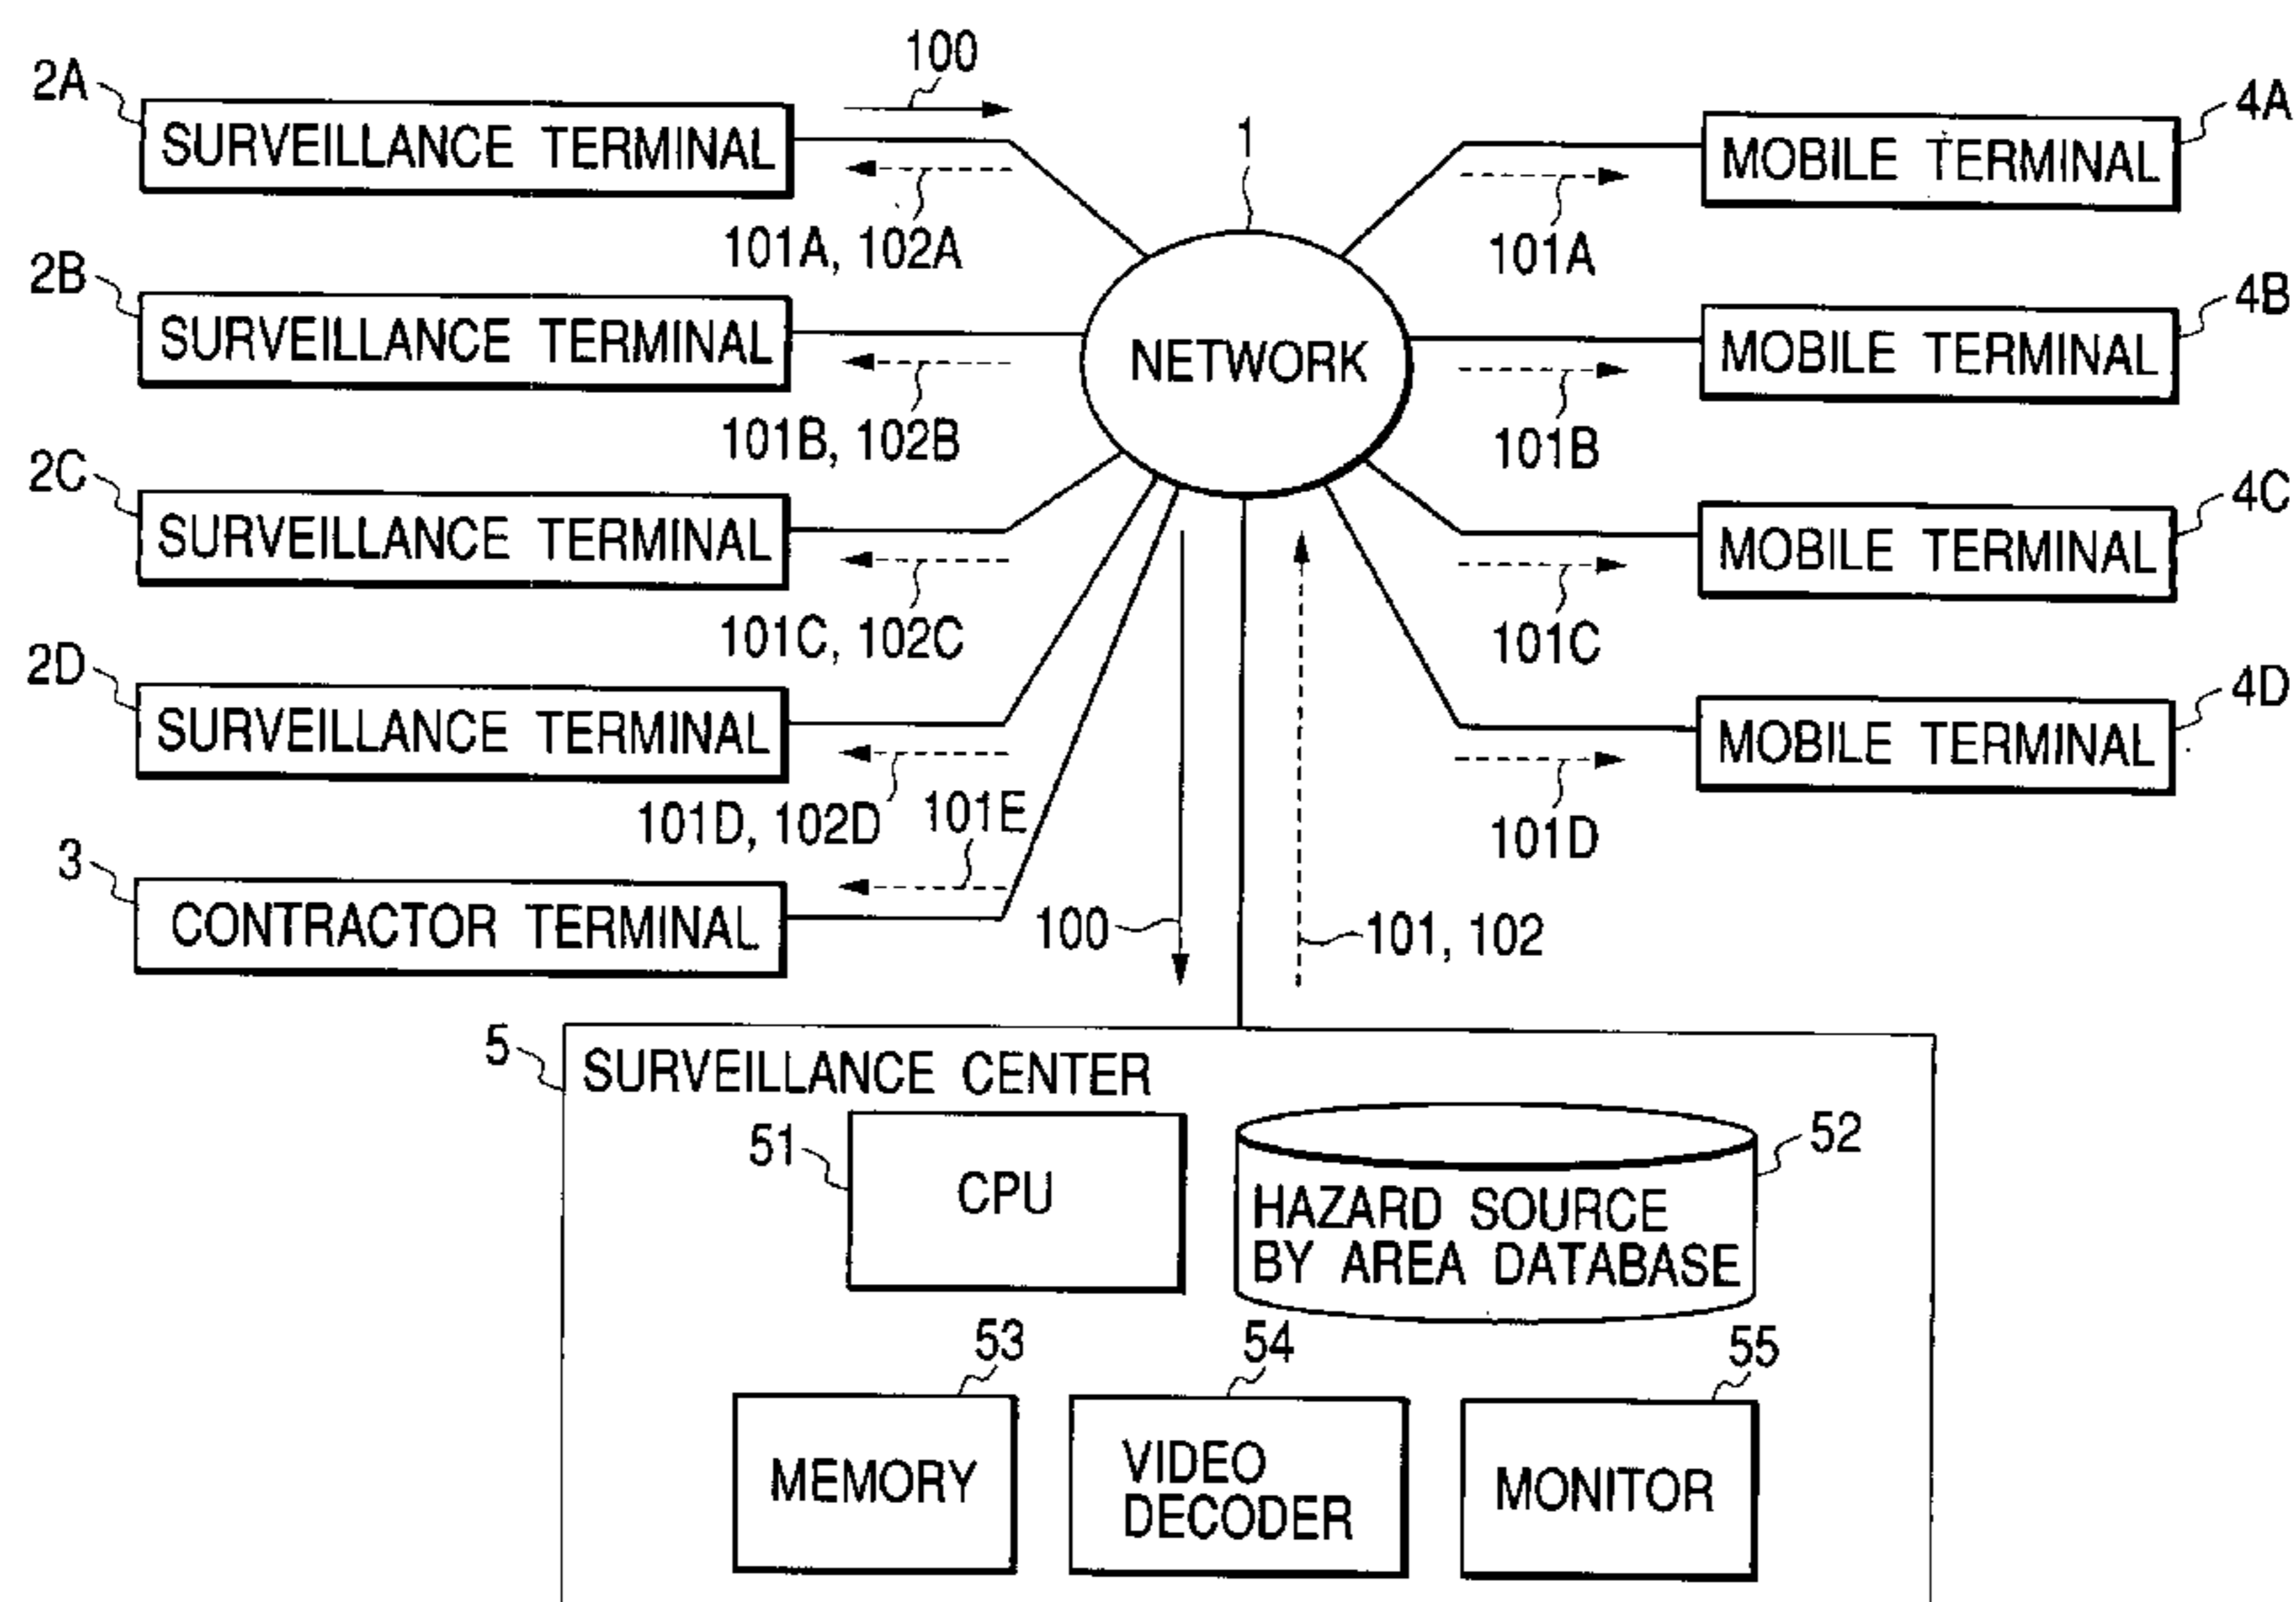 100
2A
SURVEILLANCE TERMINAL
101A, 102A
2B
SURVEILLANCE TERMINAL
101B, 102B
2C
SURVEILLANCE TERMINAL
101C, 102C
2D
SURVEILLANCE TERMINAL
101D, 102D
101E
3
CONTRACTOR TERMINAL
1
NETWORK
4A
MOBILE TERMINAL
101A
4B
MOBILE TERMINAL
101B
4C
MOBILE TERMINAL
101C
4D
MOBILE TERMINAL
101D
100
101, 102
5
SURVEILLANCE CENTER
51
CPU
52
HAZARD SOURCE
BY AREA DATABASE
53
MEMORY
54
VIDEO
DECODER
55
MONITOR